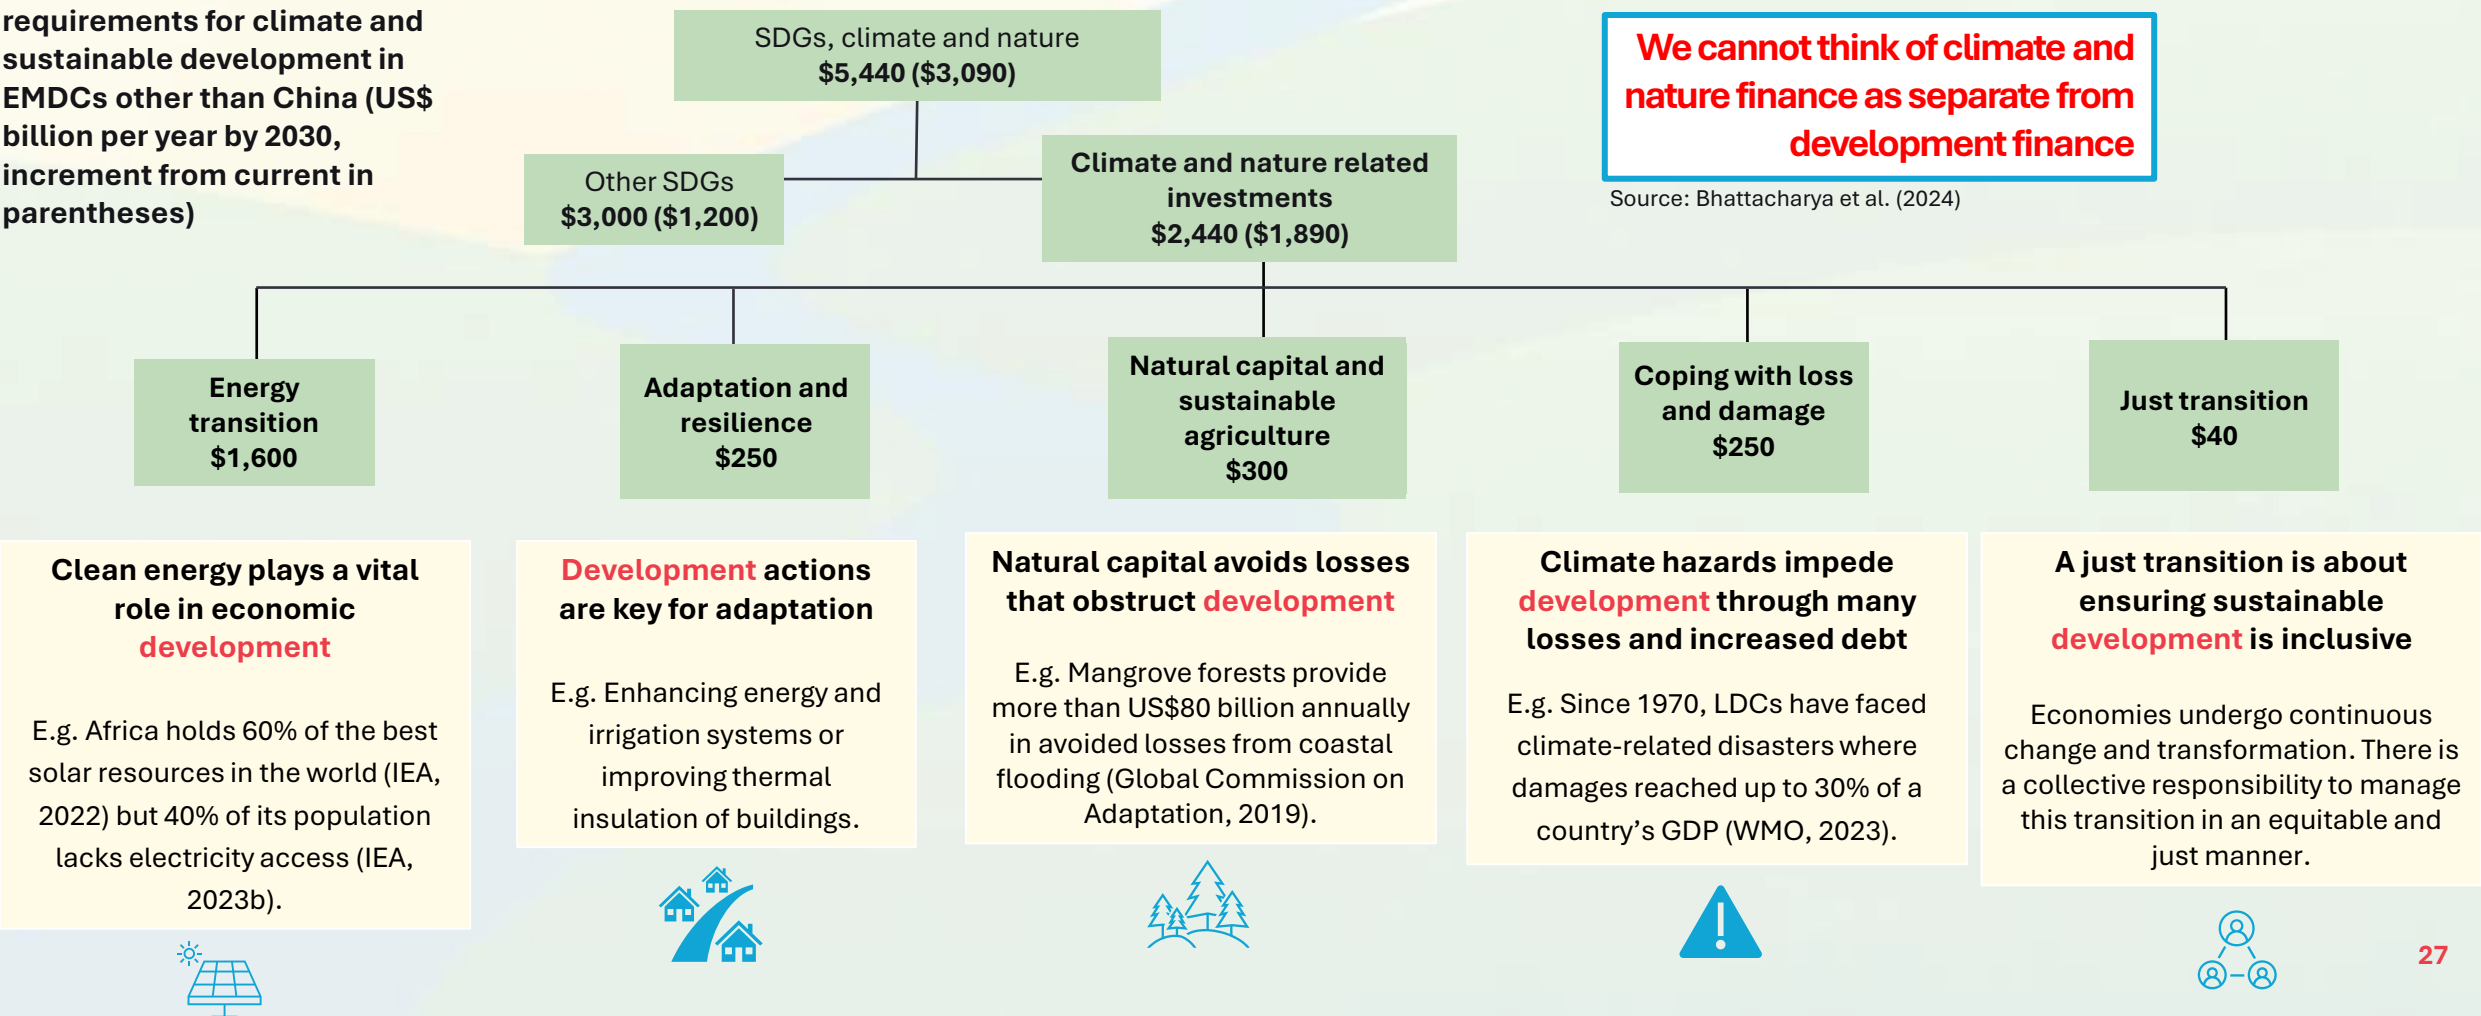 requirements for climate and
sustainable development in
EMDCs other than China (US$
billion per year by 2030,
increment from current in
parentheses)
SDGs, climate and nature
$5,440 ($3,090)
We cannot think of climate and
nature finance as separate from
development finance
Source: Bhattacharya et al. (2024)
Other SDGs
$3,000 ($1,200)
Climate and nature related
investments
$2,440 ($1,890)
Energy
transition
$1,600
Adaptation and
resilience
$250
Natural capital and
sustainable
agriculture
$300
Coping with loss
and damage
$250
Just transition
$40
Clean energy plays a vital
role in economic
development
E.g. Africa holds 60% of the best
solar resources in the world (IEA,
2022) but 40% of its population
lacks electricity access (IEA,
2023b).
Development actions
are key for adaptation
E.g. Enhancing energy and
irrigation systems or
improving thermal
insulation of buildings.
Natural capital avoids losses
that obstruct development
E.g. Mangrove forests provide
more than US$80 billion annually
in avoided losses from coastal
flooding (Global Commission on
Adaptation, 2019).
Climate hazards impede
development through many
losses and increased debt
E.g. Since 1970, LDCs have faced
climate-related disasters where
damages reached up to 30% of a
country’s GDP (WMO, 2023).
A just transition is about
ensuring sustainable
development is inclusive
Economies undergo continuous
change and transformation. There is
a collective responsibility to manage
this transition in an equitable and
just manner.
27